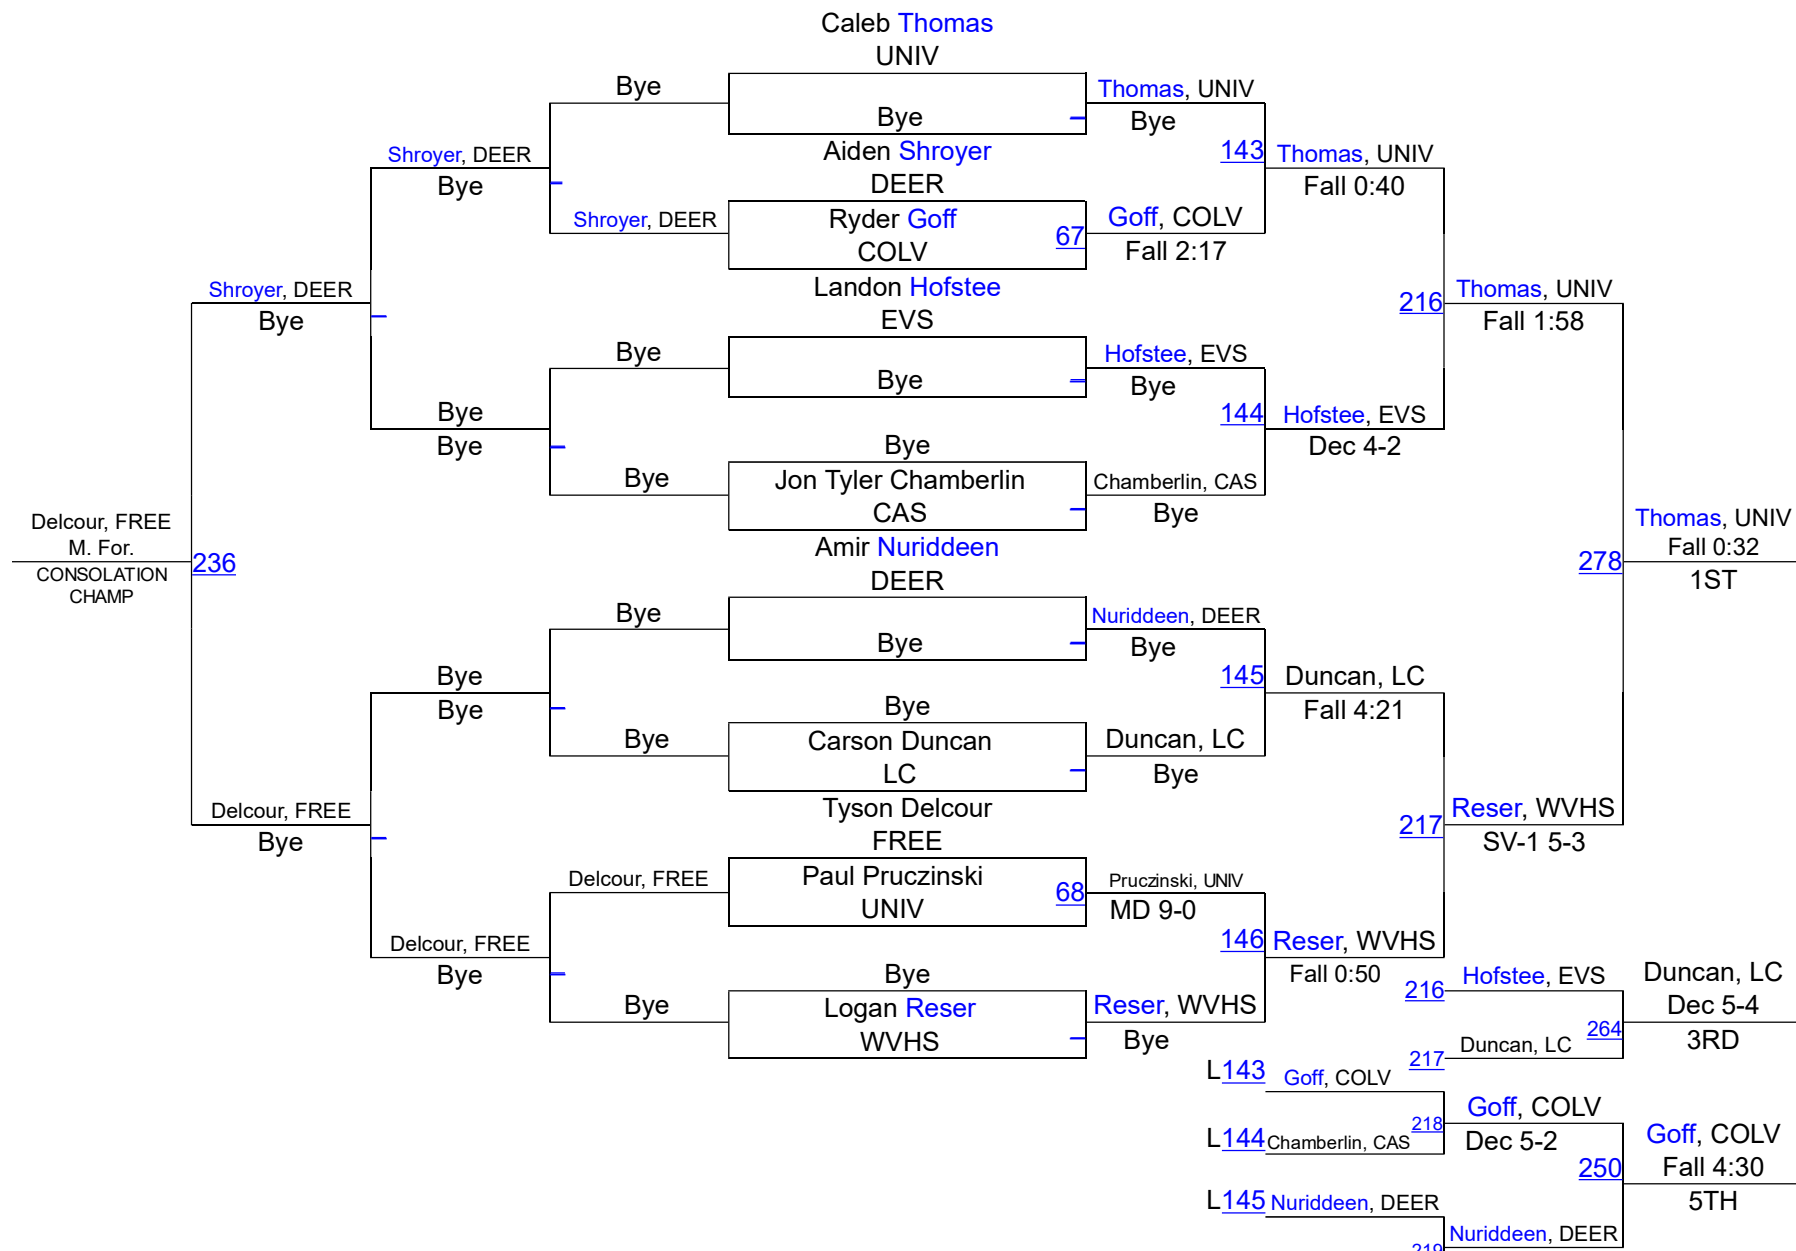 Caleb Thomas
UNIV
Bye
Bye
Thomas, UNIV
Bye
Aiden Shroyer
DEER
143
Thomas, UNIV
Fall 0:40
Shroyer, DEER
Bye
Shroyer, DEER
Ryder Goff
COLV
67
Goff, COLV
Fall 2:17
Shroyer, DEER
Bye
Landon Hofstee
EVS
216
Thomas, UNIV
Fall 1:58
Bye
Bye
Hofstee, EVS
Bye
Bye
Bye
144
Hofstee, EVS
Dec 4-2
Bye
Bye
Jon Tyler Chamberlin
CAS
Chamberlin, CAS
Bye
Delcour, FREE
M. For.
236
CONSOLATION
CHAMP
Amir Nuriddeen
DEER
278
Thomas, UNIV
Fall 0:32
1ST
Bye
Bye
Nuriddeen, DEER
Bye
Bye
Bye
145
Duncan, LC
Fall 4:21
Bye
Bye
Carson Duncan
LC
Duncan, LC
Bye
Delcour, FREE
Bye
Tyson Delcour
FREE
217
Reser, WVHS
SV-1 5-3
Delcour, FREE
Paul Pruczinski
UNIV
68
Pruczinski, UNIV
MD 9-0
Delcour, FREE
Bye
146
Reser, WVHS
Fall 0:50
Bye
Bye
Logan Reser
WVHS
Reser, WVHS
Bye
216
Hofstee, EVS
Duncan, LC
Dec 5-4
264
3RD
217
Duncan, LC
L143
Goff, COLV
218
Goff, COLV
Dec 5-2
L144
Chamberlin, CAS
250
Goff, COLV
Fall 4:30
5TH
L145
Nuriddeen, DEER
219
Nuriddeen, DEER